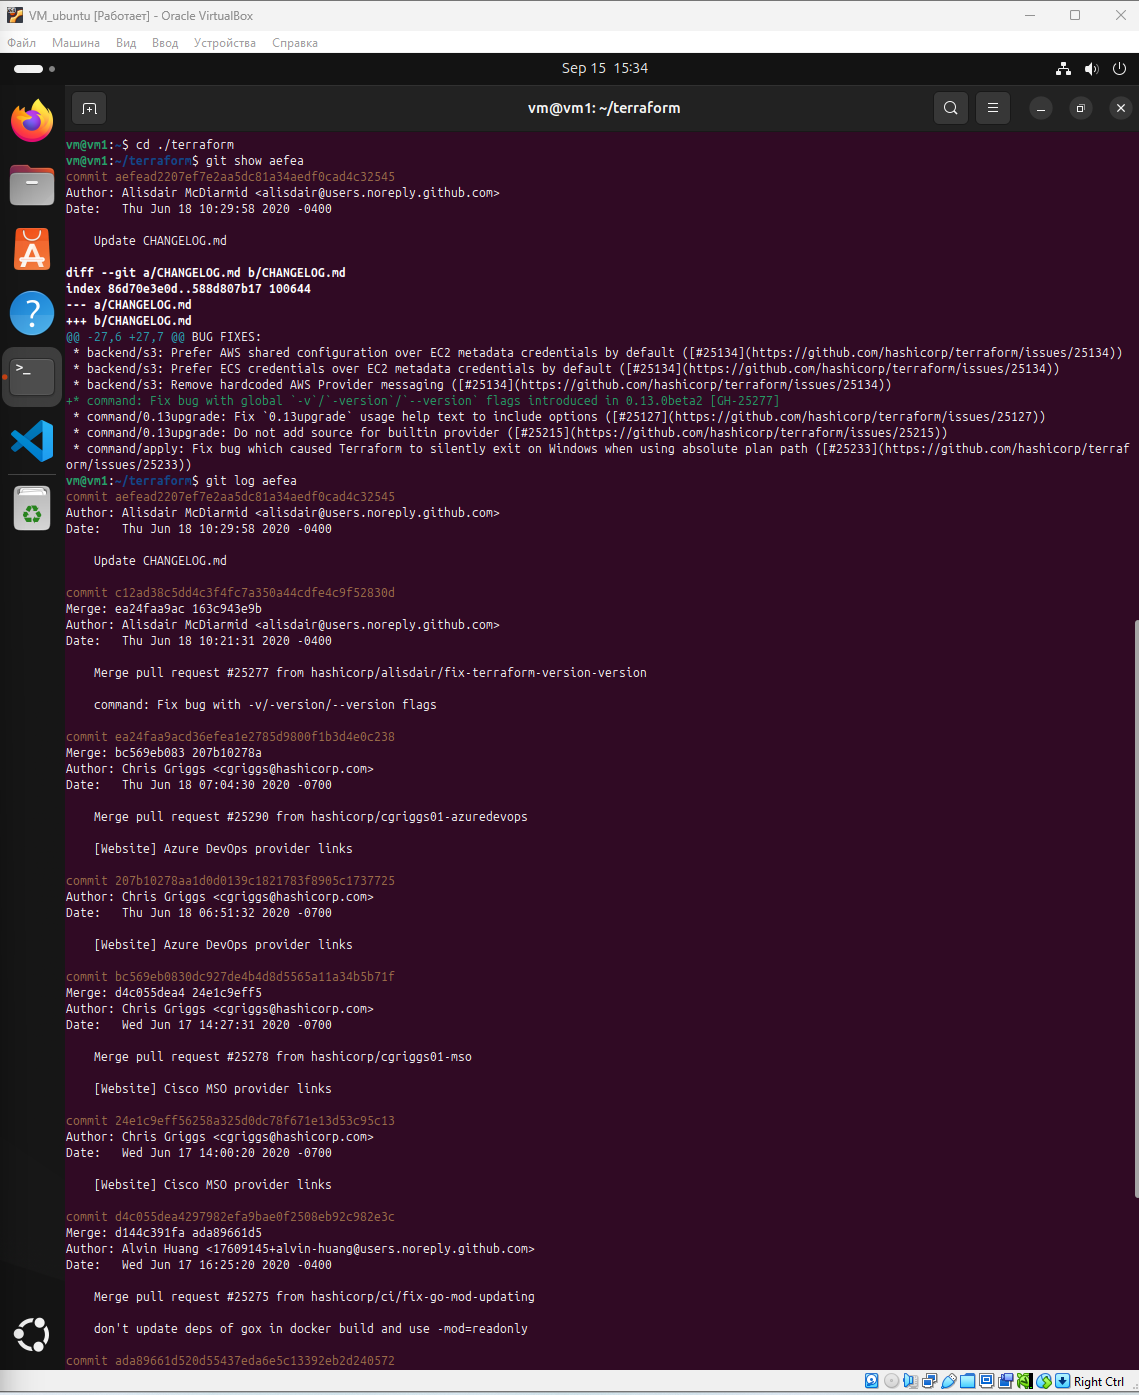 VM_ubuntu [Работает] - Oracle VirtualBox
Файл Машина Вид Ввод Устройства Справка
Sep 15 15:34
vm@vm1: ~/terraform
vm@vm1:~$ cd ./terraform
vm@vm1:~/terraform$ git show aefea
commit aefead2207ef7e2aa5dc81a34aedf0cad4c32545
Author: Alisdair McDiarmid <alisdair@users.noreply.github.com>
Date:   Thu Jun 18 10:29:58 2020 -0400
    Update CHANGELOG.md
diff --git a/CHANGELOG.md b/CHANGELOG.md
index 86d70e3e0d..588d807b17 100644
--- a/CHANGELOG.md
+++ b/CHANGELOG.md
@@ -27,6 +27,7 @@ BUG FIXES:
 * backend/s3: Prefer AWS shared configuration over EC2 metadata credentials by default ([#25134](https://github.com/hashicorp/terraform/issues/25134))
 * backend/s3: Prefer ECS credentials over EC2 metadata credentials by default ([#25134](https://github.com/hashicorp/terraform/issues/25134))
 * backend/s3: Remove hardcoded AWS Provider messaging ([#25134](https://github.com/hashicorp/terraform/issues/25134))
+* command: Fix bug with global `-v`/`-version`/`--version` flags introduced in 0.13.0beta2 [GH-25277]
 * command/0.13upgrade: Fix `0.13upgrade` usage help text to include options ([#25127](https://github.com/hashicorp/terraform/issues/25127))
 * command/0.13upgrade: Do not add source for builtin provider ([#25215](https://github.com/hashicorp/terraform/issues/25215))
 * command/apply: Fix bug which caused Terraform to silently exit on Windows when using absolute plan path ([#25233](https://github.com/hashicorp/terraf
orm/issues/25233))
vm@vm1:~/terraform$ git log aefea
commit aefead2207ef7e2aa5dc81a34aedf0cad4c32545
Author: Alisdair McDiarmid <alisdair@users.noreply.github.com>
Date:   Thu Jun 18 10:29:58 2020 -0400
    Update CHANGELOG.md
commit c12ad38c5dd4c3f4fc7a350a44cdfe4c9f52830d
Merge: ea24faa9ac 163c943e9b
Author: Alisdair McDiarmid <alisdair@users.noreply.github.com>
Date:   Thu Jun 18 10:21:31 2020 -0400
    Merge pull request #25277 from hashicorp/alisdair/fix-terraform-version-version
    command: Fix bug with -v/-version/--version flags
commit ea24faa9acd36efea1e2785d9800f1b3d4e0c238
Merge: bc569eb083 207b10278a
Author: Chris Griggs <cgriggs@hashicorp.com>
Date:   Thu Jun 18 07:04:30 2020 -0700
    Merge pull request #25290 from hashicorp/cgriggs01-azuredevops
    [Website] Azure DevOps provider links
commit 207b10278aa1d0d0139c1821783f8905c1737725
Author: Chris Griggs <cgriggs@hashicorp.com>
Date:   Thu Jun 18 06:51:32 2020 -0700
    [Website] Azure DevOps provider links
commit bc569eb0830dc927de4b4d8d5565a11a34b5b71f
Merge: d4c055dea4 24e1c9eff5
Author: Chris Griggs <cgriggs@hashicorp.com>
Date:   Wed Jun 17 14:27:31 2020 -0700
    Merge pull request #25278 from hashicorp/cgriggs01-mso
    [Website] Cisco MSO provider links
commit 24e1c9eff56258a325d0dc78f671e13d53c95c13
Author: Chris Griggs <cgriggs@hashicorp.com>
Date:   Wed Jun 17 14:00:20 2020 -0700
    [Website] Cisco MSO provider links
commit d4c055dea4297982efa9bae0f2508eb92c982e3c
Merge: d144c391fa ada89661d5
Author: Alvin Huang <17609145+alvin-huang@users.noreply.github.com>
Date:   Wed Jun 17 16:25:20 2020 -0400
    Merge pull request #25275 from hashicorp/ci/fix-go-mod-updating
    don't update deps of gox in docker build and use -mod=readonly
commit ada89661d520d55437eda6e5c13392eb2d240572
Right Ctrl